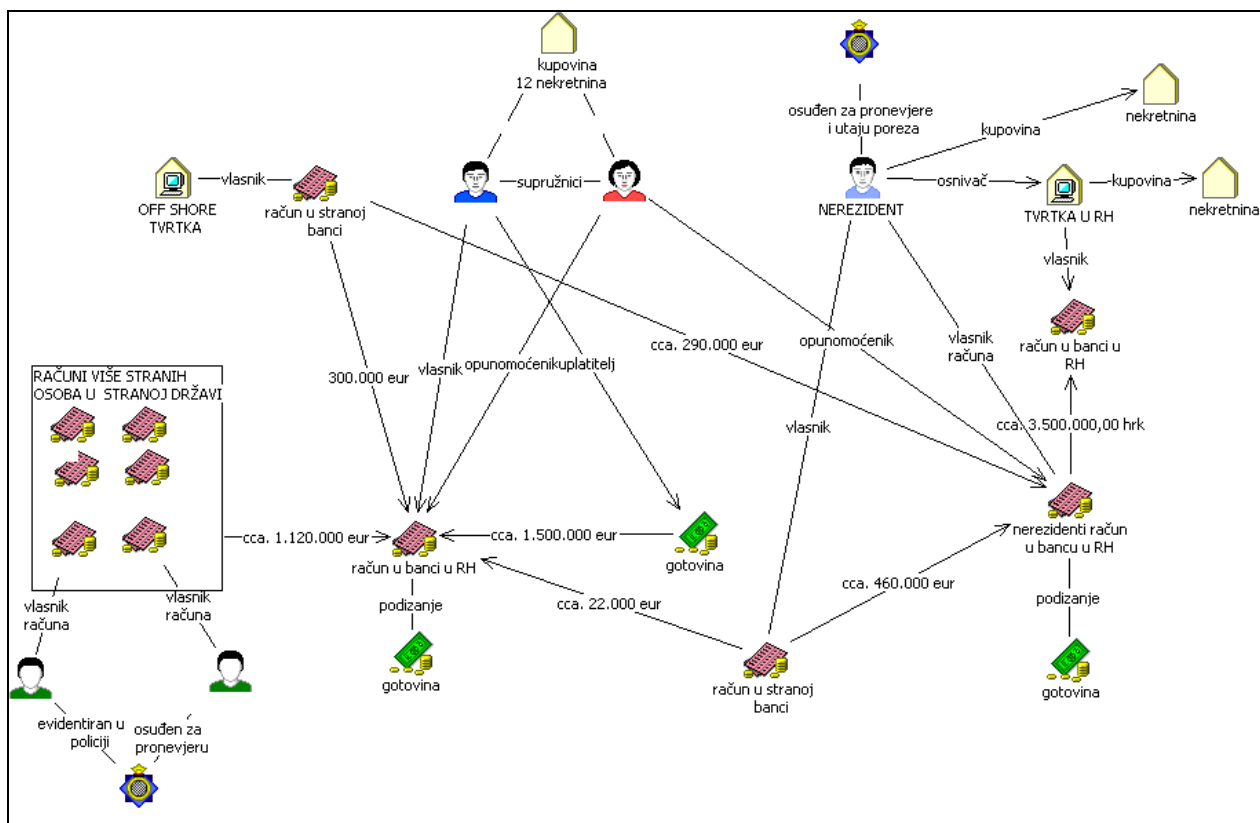 kupovina
12 nekretnina
osuđen za pronevjere
i utaju poreza
kupovina
nekretnina
vlasnik
OFF SHORE
TVRTKA
račun u stranoj
banci
supružnici
NEREZIDENT
osnivač
TVRTKA U RH
kupovina
nekretnina
vlasnik
račun u banci u
RH
300.000 eur
vlasnik
opunomoćenik
uplatitelj
cca. 290.000 eur
opunomoćenik
vlasnik
računa
RAČUNI VIŠE STRANIH
OSOBA U STRANOJ DRŽAVI
vlasnik
cca. 3.500.000,00 hrk
cca. 1.120.000 eur
račun u banci u RH
cca. 1.500.000 eur
gotovina
nerezidenti račun
u bancu u RH
cca. 460.000 eur
cca. 22.000 eur
podizanje
gotovina
podizanje
gotovina
račun u stranoj
banci
vlasnik
računa
vlasnik
računa
evidentiran u
policiji
osuđen za
pronevjeru